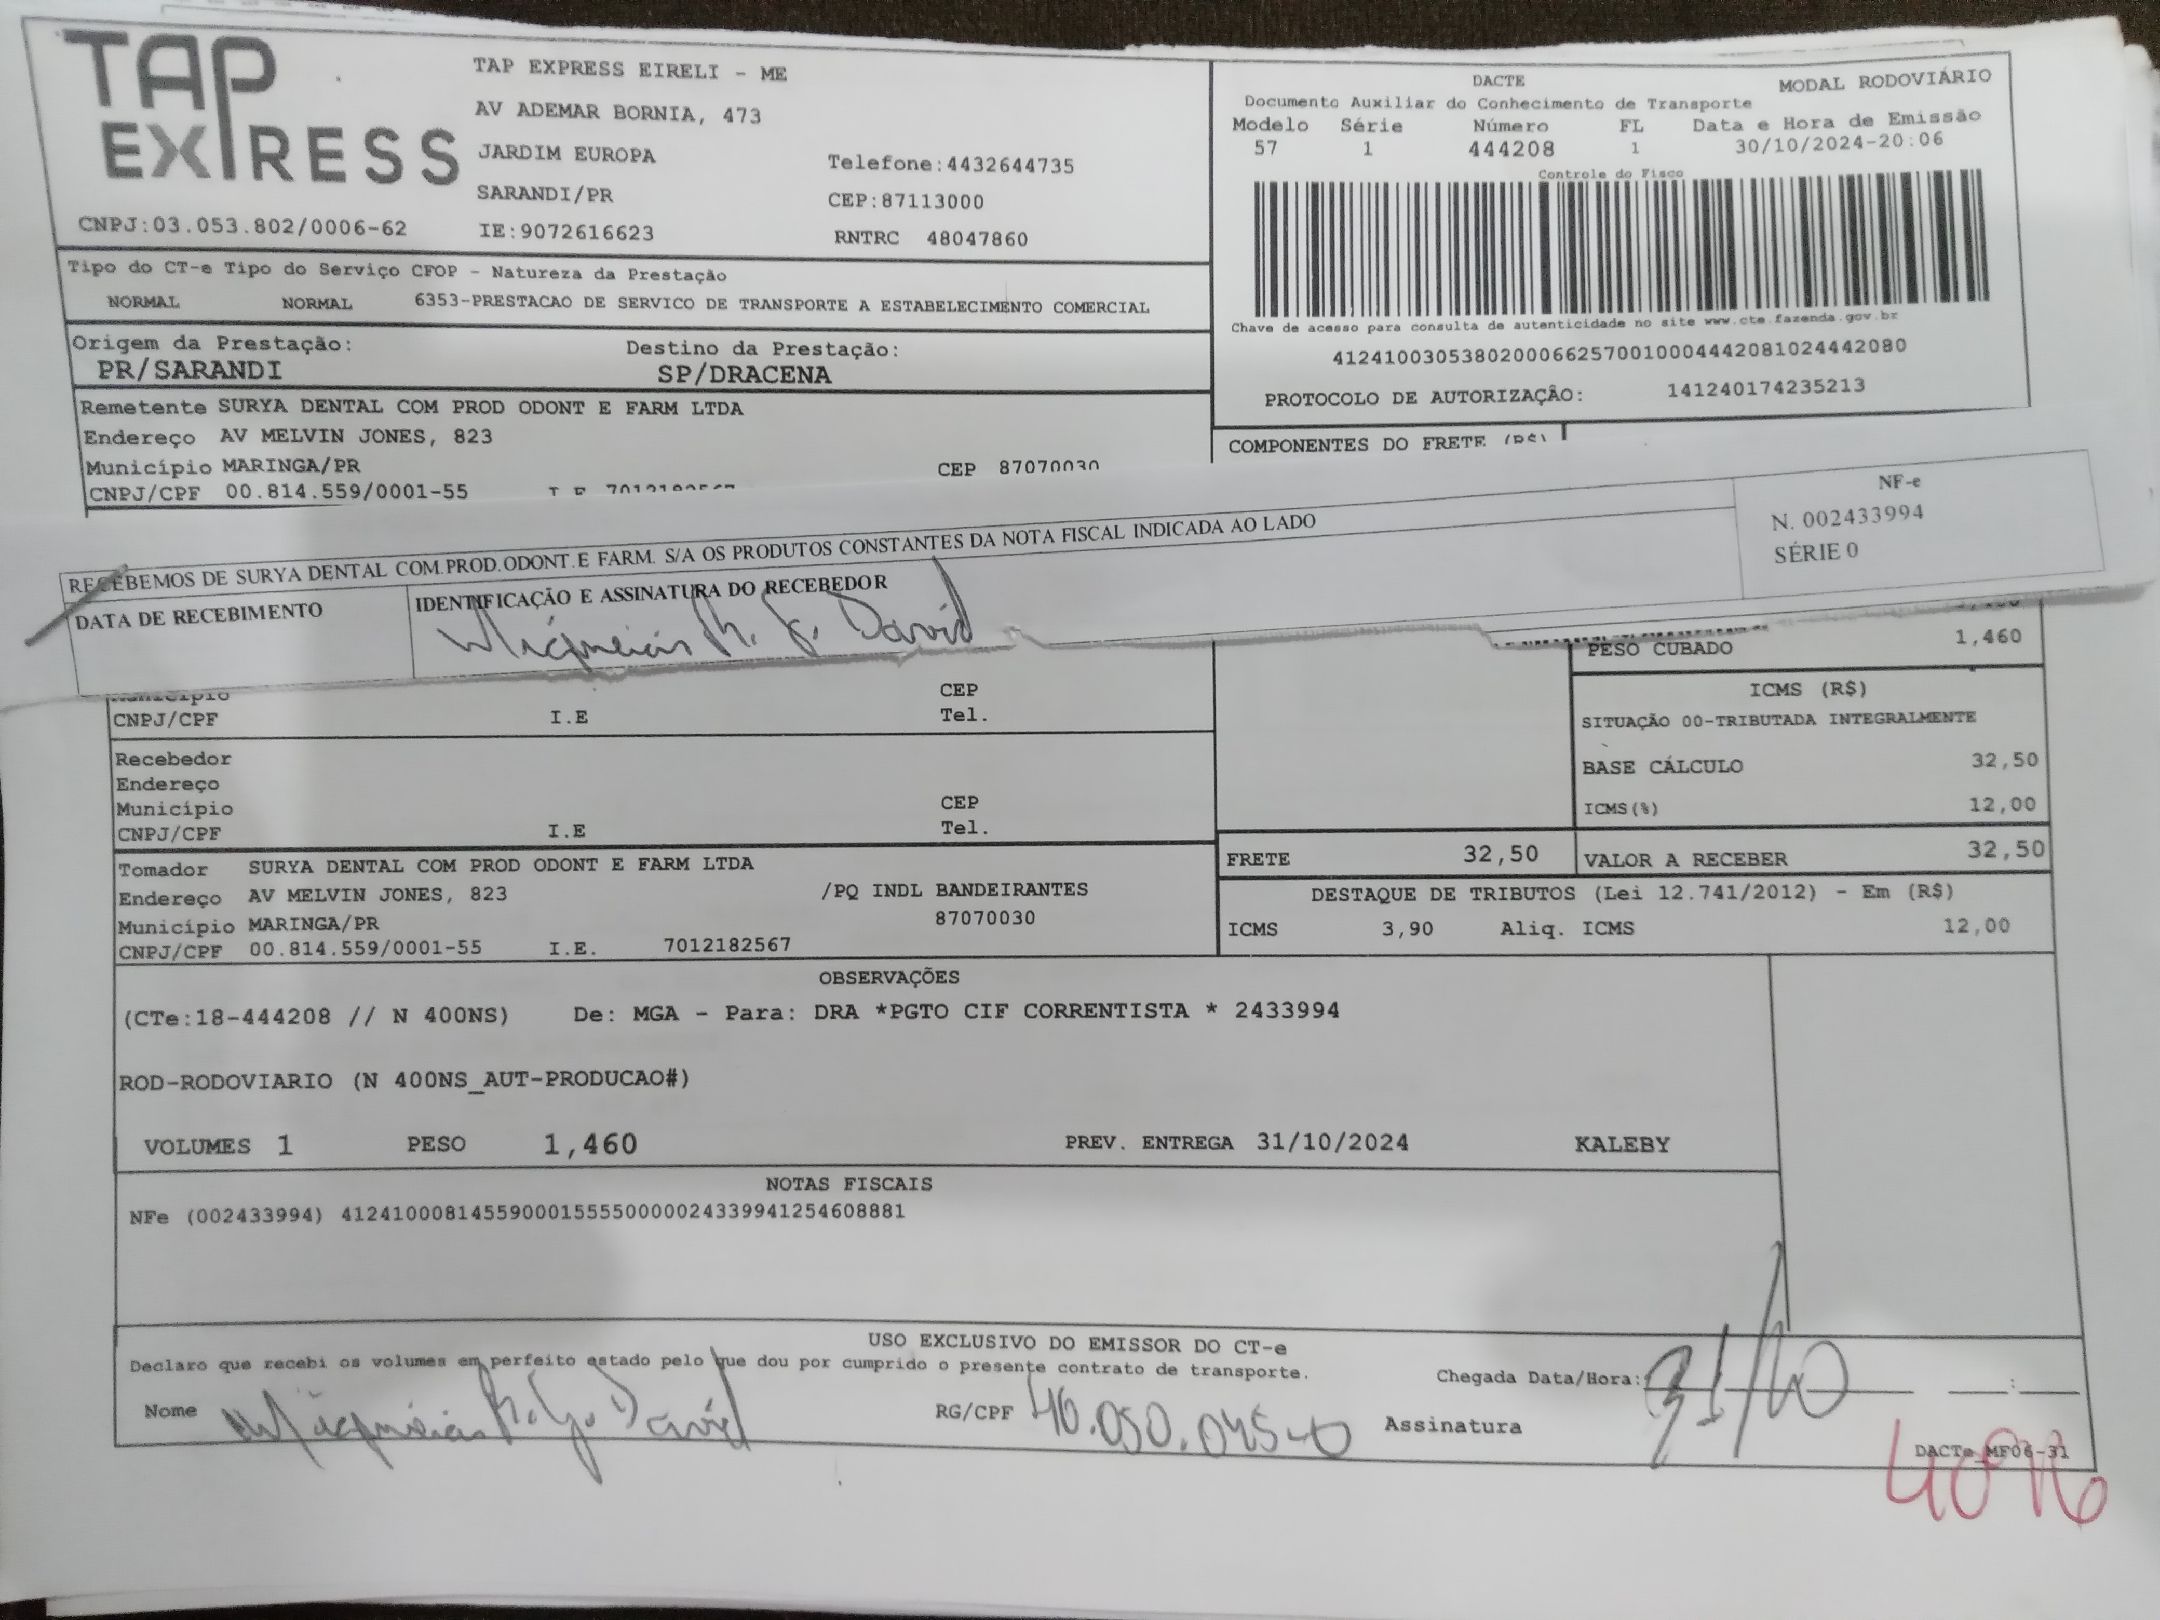 TAP EXPRESS
TAP EXPRESS EIRELI - ME
AV ADEMAR BORNIA, 473
JARDIM EUROPA
Telefone:4432644735
SARANDI/PR
CEP:87113000
CNPJ:03.053.802/0006-62
IE:9072616623
RNTRC 48047860
DACTE
MODAL RODOVIÁRIO
Documento Auxiliar do Conhecimento de Transporte
Modelo Série Número FL Data e Hora de Emissão
57 1 444208 1 30/10/2024-20:06
Controle do Fisco
Chave de acesso para consulta de autenticidade no site www.cte.fazenda.gov.br
41241003053802000662570010004442081024442080
PROTOCOLO DE AUTORIZAÇÃO: 141240174235213
Tipo do CT-e Tipo do Serviço CFOP - Natureza da Prestação
NORMAL NORMAL 6353-PRESTACAO DE SERVICO DE TRANSPORTE A ESTABELECIMENTO COMERCIAL
Origem da Prestação: Destino da Prestação:
PR/SARANDI SP/DRACENA
Remetente SURYA DENTAL COM PROD ODONT E FARM LTDA
Endereço AV MELVIN JONES, 823
Município MARINGA/PR CEP 87070030
CNPJ/CPF 00.814.559/0001-55 I.E 7012182567
COMPONENTES DO FRETE (R$)
RECEBEMOS DE SURYA DENTAL COM.PROD.ODONT.E FARM. S/A OS PRODUTOS CONSTANTES DA NOTA FISCAL INDICADA AO LADO
NF-e
N. 002433994
SÉRIE 0
DATA DE RECEBIMENTO
IDENTIFICAÇÃO E ASSINATURA DO RECEBEDOR
David
PESO CUBADO 1,460
Município CEP
CNPJ/CPF I.E Tel.
Recebedor
Endereço
Município CEP
CNPJ/CPF I.E Tel.
ICMS (R$)
SITUAÇÃO 00-TRIBUTADA INTEGRALMENTE
BASE CÁLCULO 32,50
ICMS(%) 12,00
FRETE 32,50 VALOR A RECEBER 32,50
Tomador SURYA DENTAL COM PROD ODONT E FARM LTDA
Endereço AV MELVIN JONES, 823 /PQ INDL BANDEIRANTES
Município MARINGA/PR 87070030
CNPJ/CPF 00.814.559/0001-55 I.E. 7012182567
DESTAQUE DE TRIBUTOS (Lei 12.741/2012) - Em (R$)
ICMS 3,90 Aliq. ICMS 12,00
OBSERVAÇÕES
(CTe:18-444208 // N 400NS) De: MGA - Para: DRA *PGTO CIF CORRENTISTA * 2433994
ROD-RODOVIARIO (N 400NS_AUT-PRODUCAO#)
VOLUMES 1 PESO 1,460 PREV. ENTREGA 31/10/2024 KALEBY
NOTAS FISCAIS
NFe (002433994) 41241000814559000155550000024339941254608881
USO EXCLUSIVO DO EMISSOR DO CT-e
Declaro que recebi os volumes em perfeito estado pelo que dou por cumprido o presente contrato de transporte.
Chegada Data/Hora: 31/10 :
Nome David RG/CPF Assinatura
DACTe_MF06-31